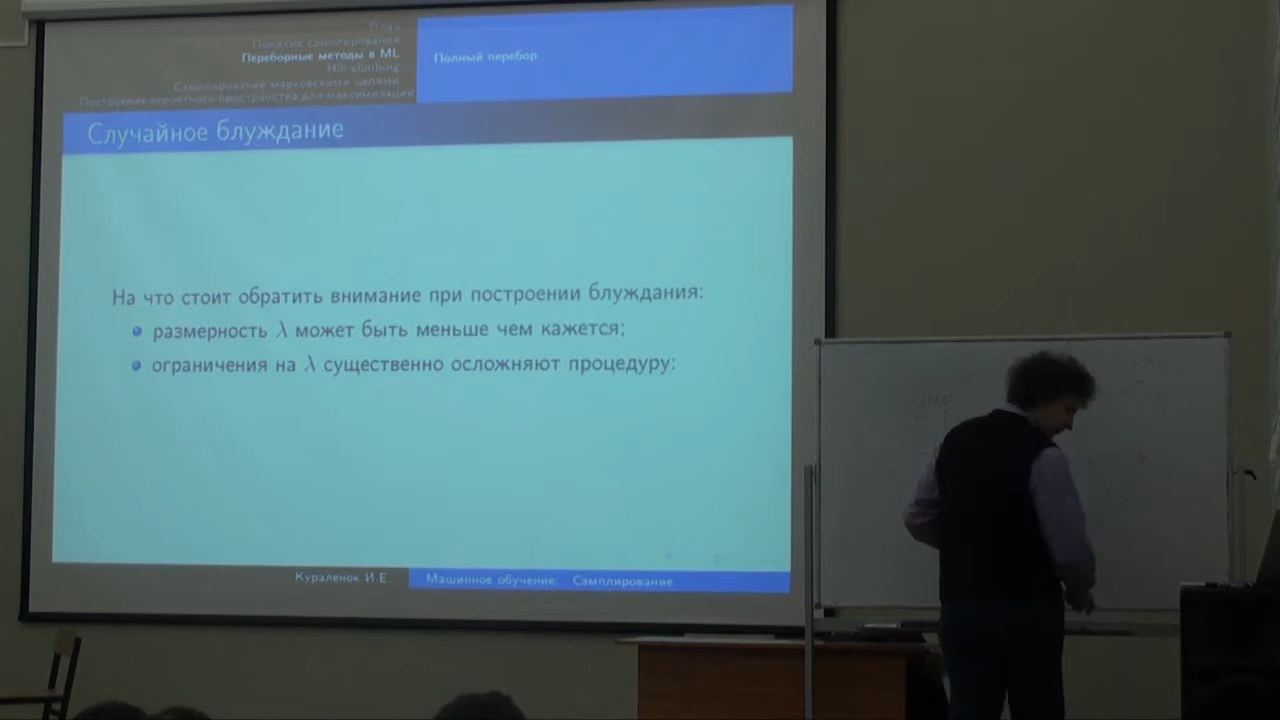 План
Понятие сэмплирования
Переборные методы в ML
Hill climbing
Сэмплирование марковскими цепями
Построение вероятного пространства для максимизации
Полный перебор
Случайное блуждание
На что стоит обратить внимание при построении блуждания:
размерность λ может быть меньше чем кажется;
ограничения на λ существенно осложняют процедуру:
Кураленок И.Е.
Машинное обучение: Сэмплирование